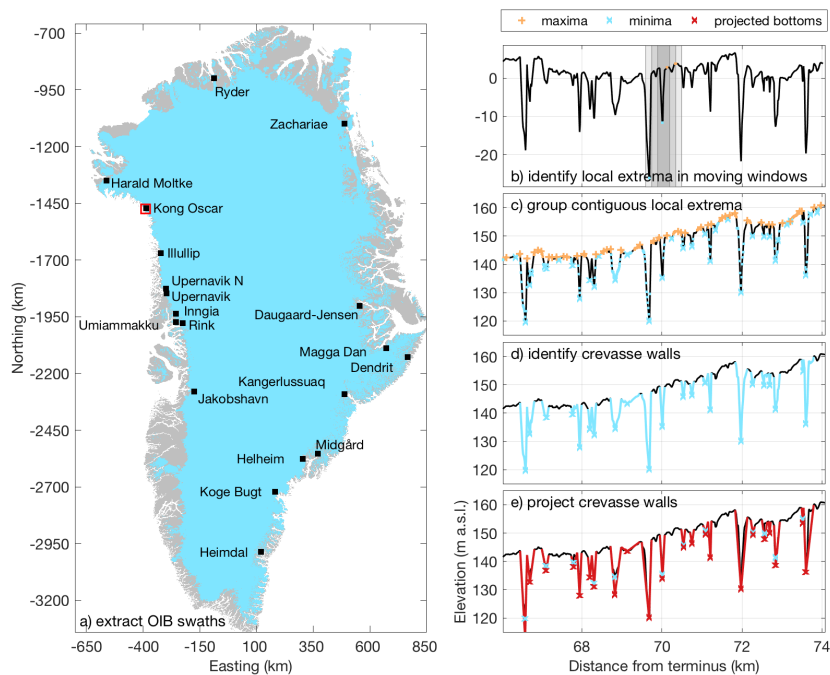 maxima minima projected bottoms
-700
-950
-1200
-1450
-1700
-1950
-2200
-2450
-2700
-2950
-3200
Northing (km)
Ryder
Zachariae
Harald Moltke
Kong Oscar
Illullip
Upernavik N
Upernavik
Inngia
Umiammakku
Rink
Daugaard-Jensen
Magga Dan
Dendrit
Kangerlussuaq
Jakobshavn
Midgård
Helheim
Koge Bugt
Heimdal
a) extract OIB swaths
-650 -400 -150 100 350 600 850
Easting (km)
0
-10
-20
b) identify local extrema in moving windows
160
150
140
130
120
c) group contiguous local extrema
160
150
140
130
120
d) identify crevasse walls
160
150
140
130
120
e) project crevasse walls
Elevation (m a.s.l.)
68 70 72 74
Distance from terminus (km)